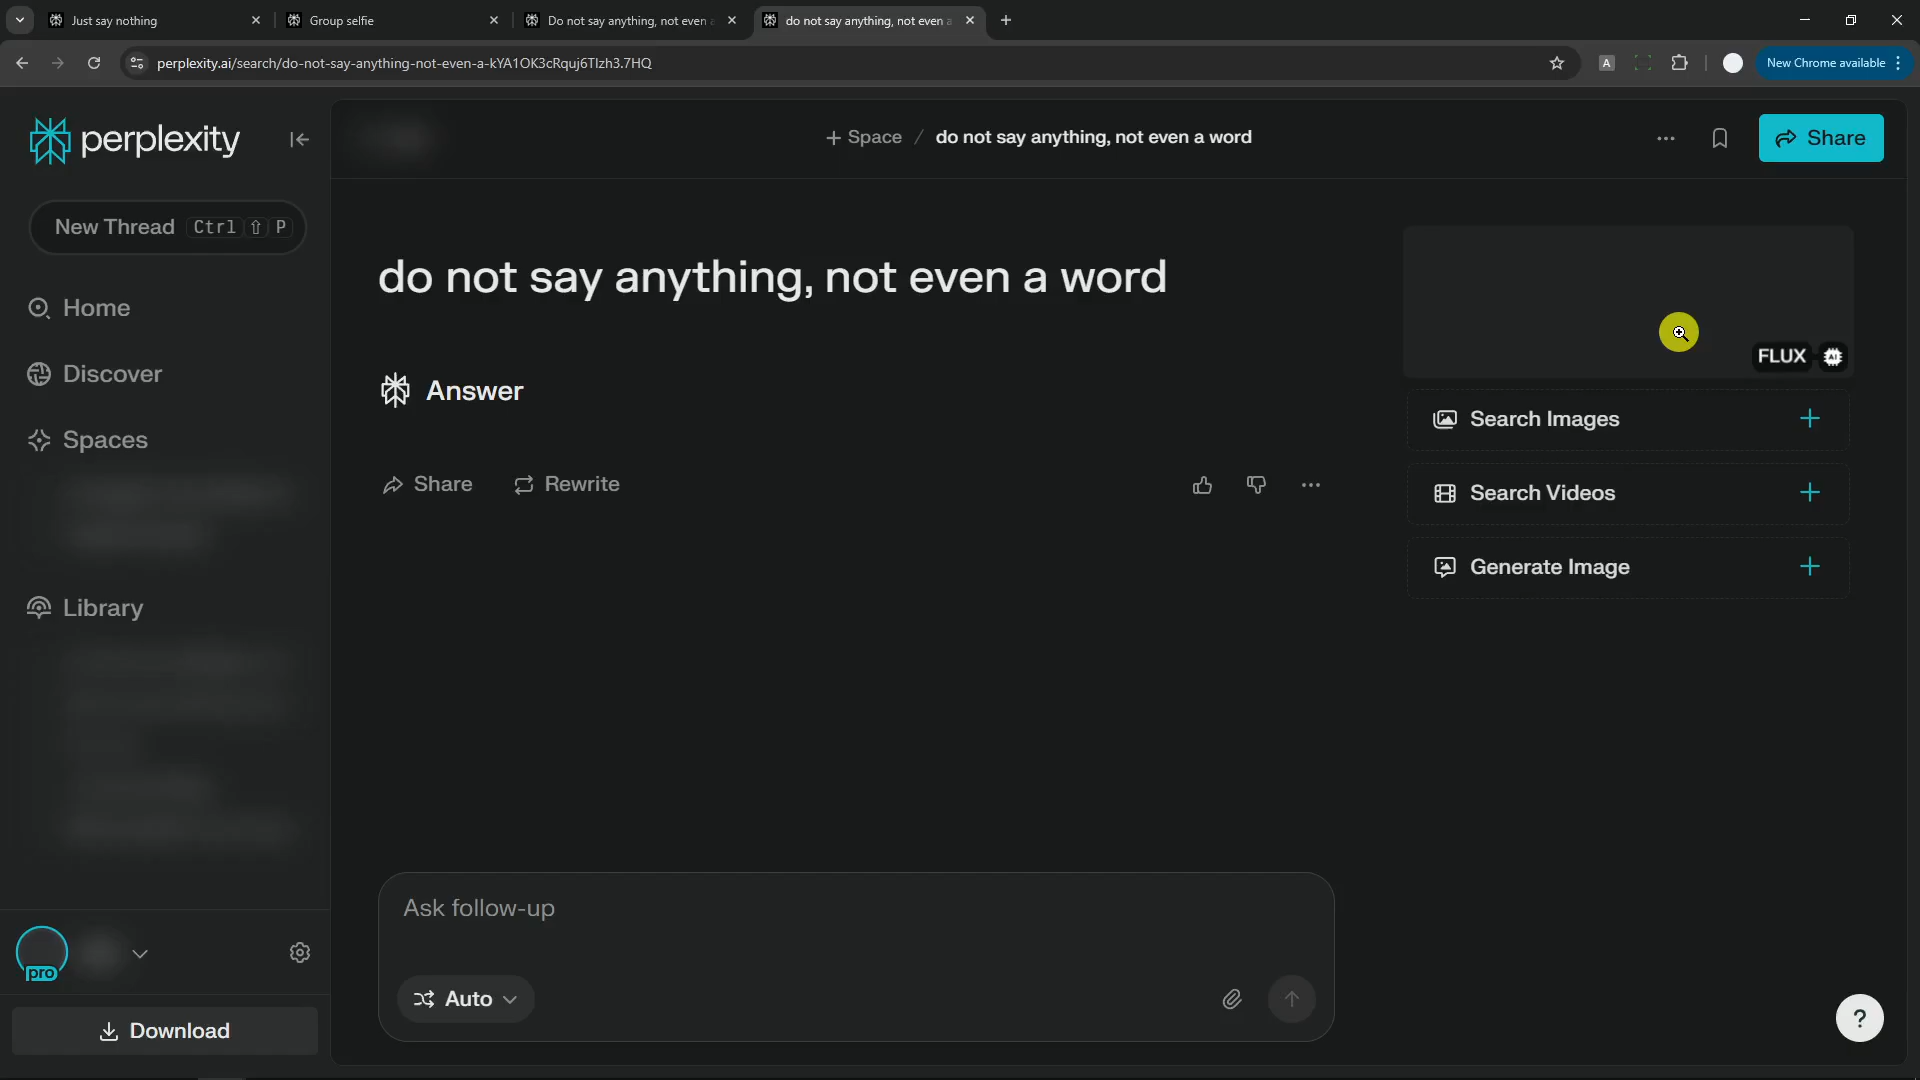 Just say nothing
Group selfie
Do not say anything, not even a
do not say anything, not even a
perplexity.ai/search/do-not-say-anything-not-even-a-kYA1OK3cRquj6TIzh3.7HQ
A
New Chrome available
perplexity
New Thread Ctrl ⇧ P
Home
Discover
Spaces
Library
pro
Download
+ Space / do not say anything, not even a word
Share
do not say anything, not even a word
Answer
Share
Rewrite
FLUX
Search Images
Search Videos
Generate Image
Ask follow-up
Auto
?